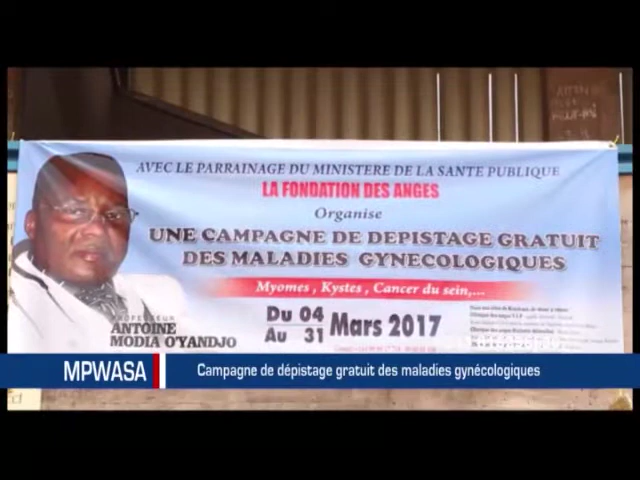 AVEC LE PARRAINAGE DU MINISTERE DE LA SANTE PUBLIQUE
LA FONDATION DES ANGES
Organise
UNE CAMPAGNE DE DEPISTAGE GRATUIT
DES MALADIES GYNECOLOGIQUES
Myomes , Kystes , Cancer du sein,...
PROFESSEUR
ANTOINE
MODIA O'YANDJO
Du 04
Au 31
Mars 2017
MPWASA
Campagne de dépistage gratuit des maladies gynécologiques